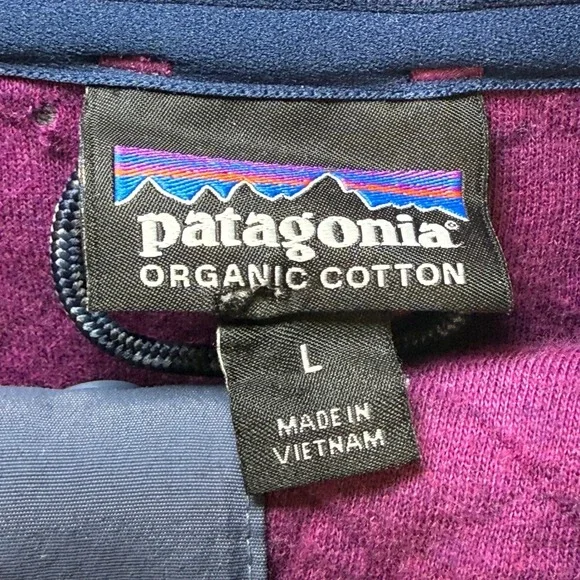 patagonia®
ORGANIC COTTON
L
MADE IN
VIETNAM